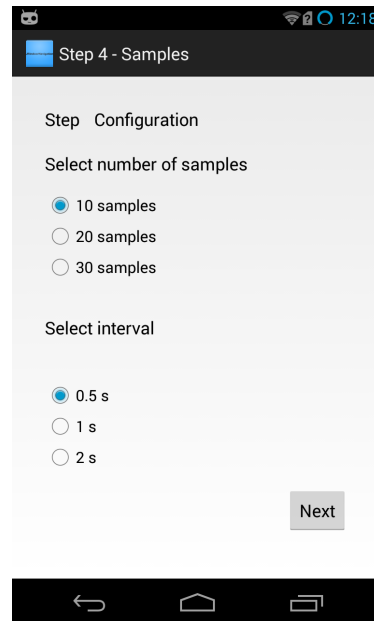 12:18
Step 4 - Samples
Step Configuration
Select number of samples
10 samples
20 samples
30 samples
Select interval
0.5 s
1 s
2 s
Next